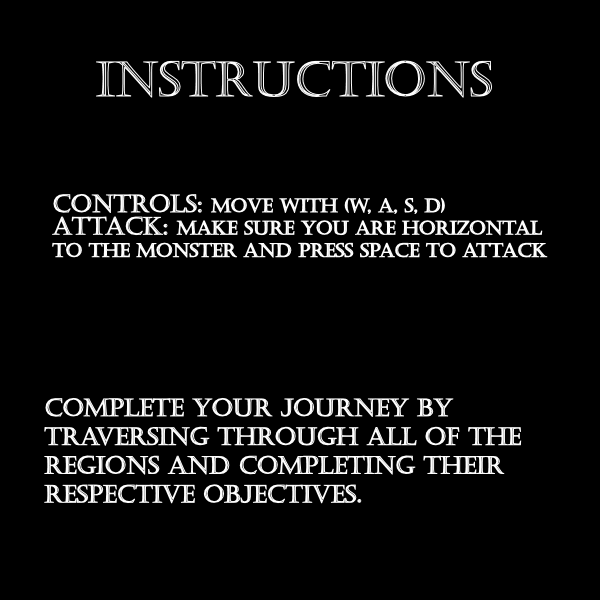 INSTRUCTIONS
CONTROLS: MOVE WITH (W, A, S, D)
ATTACK: MAKE SURE YOU ARE HORIZONTAL
TO THE MONSTER AND PRESS SPACE TO ATTACK
COMPLETE YOUR JOURNEY BY
TRAVERSING THROUGH ALL OF THE
REGIONS AND COMPLETING THEIR
RESPECTIVE OBJECTIVES.